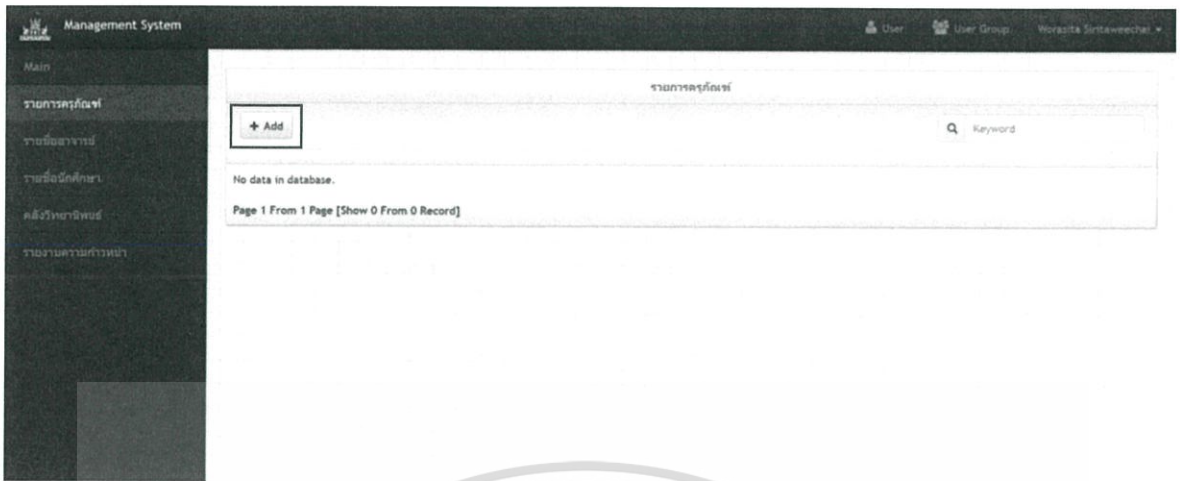 Management System
User
User Group
Worasita Sintaweechai
Main
รายการครุภัณฑ์
รายชื่ออาจารย์
รายชื่อนักศึกษา
คลังวิทยานิพนธ์
รายงานความก้าวหน้า
รายการครุภัณฑ์
+ Add
Keyword
No data in database.
Page 1 From 1 Page [Show 0 From 0 Record]